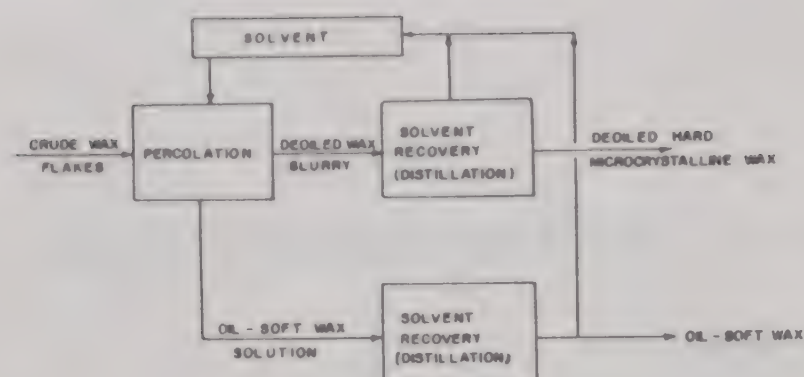 SOLVENT
CRUDE WAX
FLAKES
PERCOLATION
DEOILED WAX
SLURRY
SOLVENT
RECOVERY
(DISTILLATION)
DEOILED HARD
MICROCRYSTALLINE WAX
OIL - SOFT WAX
SOLUTION
SOLVENT
RECOVERY
(DISTILLATION)
OIL - SOFT WAX